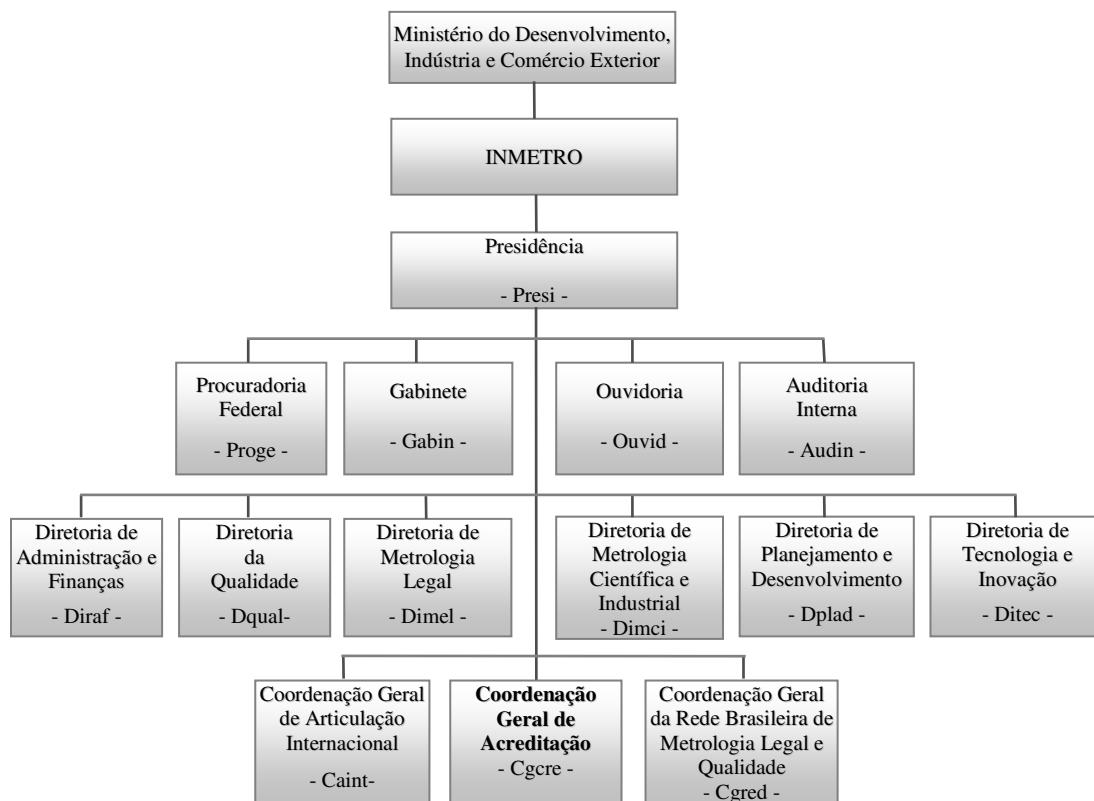 Ministério do Desenvolvimento,
Indústria e Comércio Exterior
INMETRO
Presidência
- Presi -
Procuradoria
Federal
- Proge -
Gabinete
- Gabin -
Ouvidoria
- Ouvid -
Auditoria
Interna
- Audin -
Diretoria de
Administração e
Finanças
- Diraf -
Diretoria
da
Qualidade
- Dqual-
Diretoria de
Metrologia
Legal
- Dimel -
Diretoria de
Metrologia
Científica e
Industrial
- Dimci -
Diretoria de
Planejamento e
Desenvolvimento
- Dplad -
Diretoria de
Tecnologia e
Inovação
- Ditec -
Coordenação Geral
de Articulação
Internacional
- Caint-
Coordenação
Geral de
Acreditação
- Cgcre -
Coordenação Geral
da Rede Brasileira de
Metrologia Legal e
Qualidade
- Cgred -